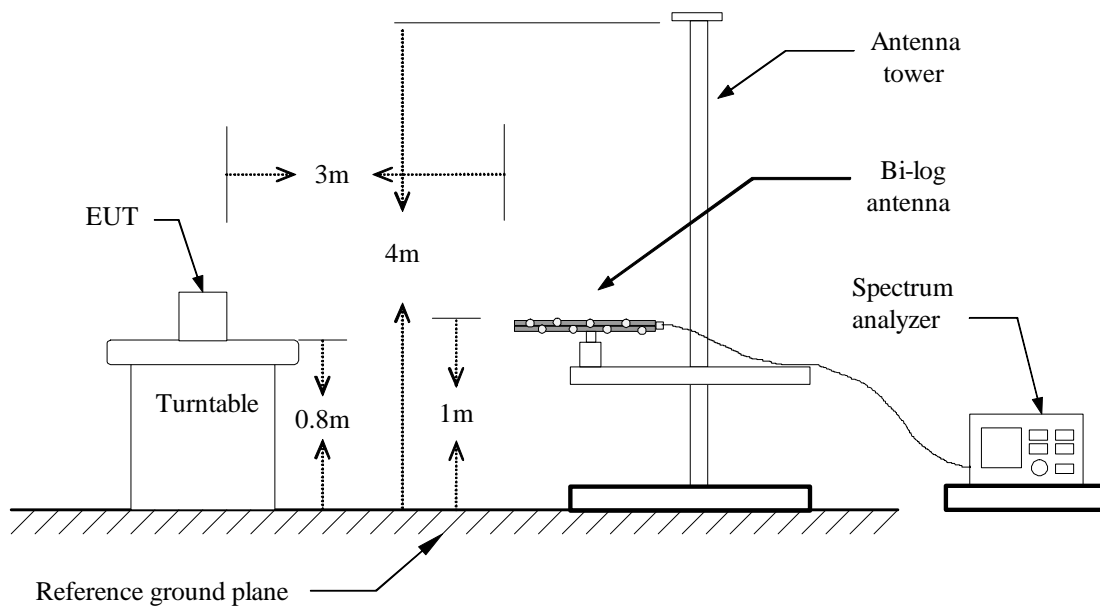 Antenna
tower
3m
Bi-log
antenna
EUT
4m
Spectrum
analyzer
Turntable
0.8m
1m
Reference ground plane